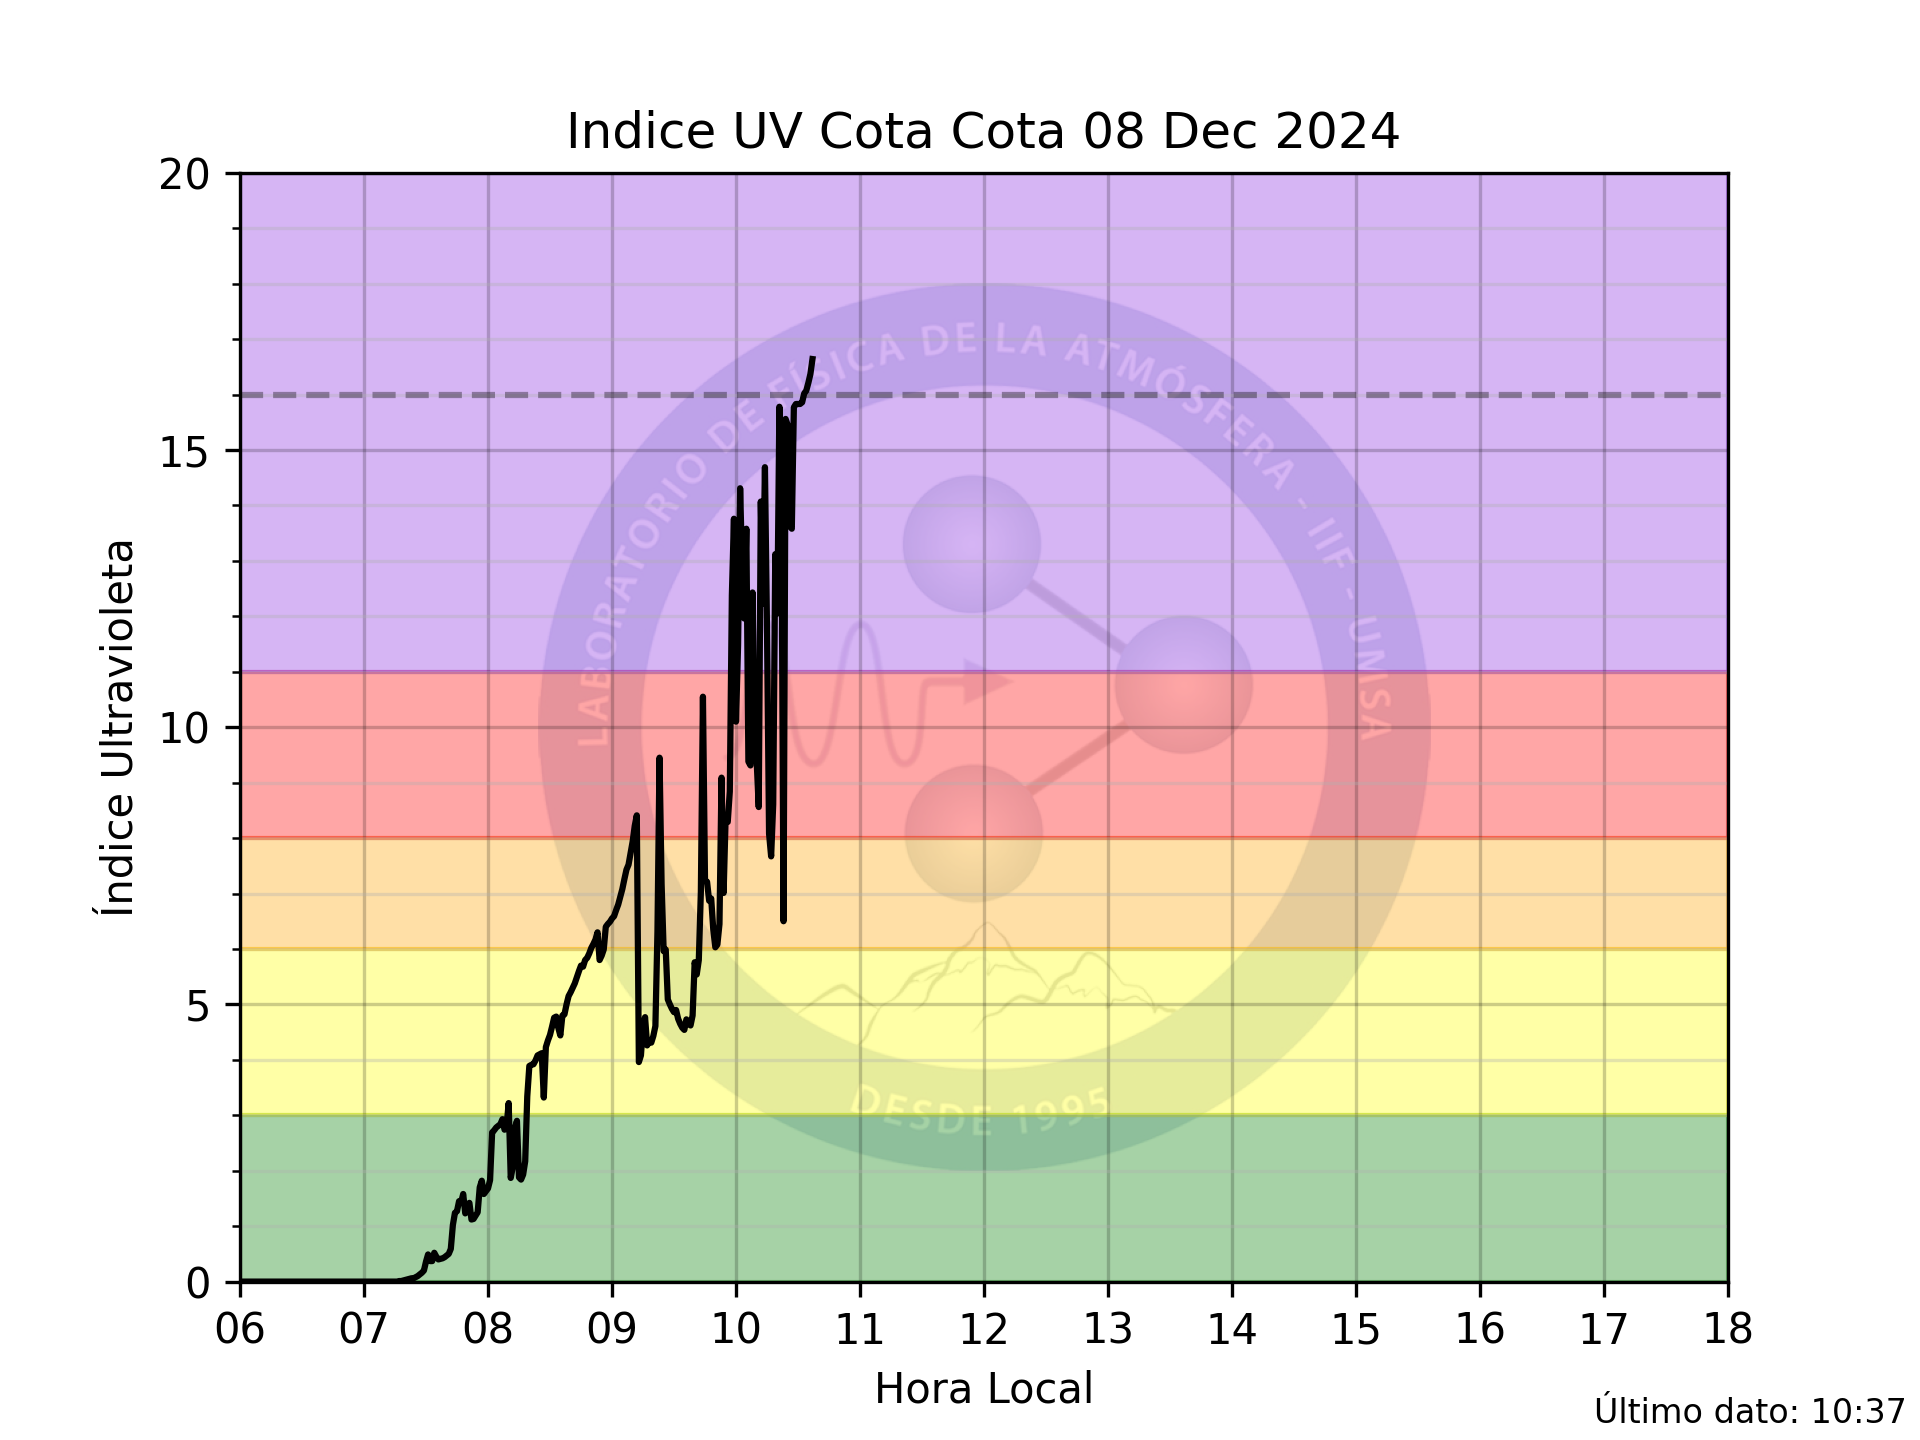 Indice UV Cota Cota 08 Dec 2024
20
15
10
5
0
Índice Ultravioleta
LABORATORIO DE FÍSICA DE LA ATMÓSFERA - IIF - UMSA
DESDE 1995
06 07 08 09 10 11 12 13 14 15 16 17 18
Hora Local
Último dato: 10:37